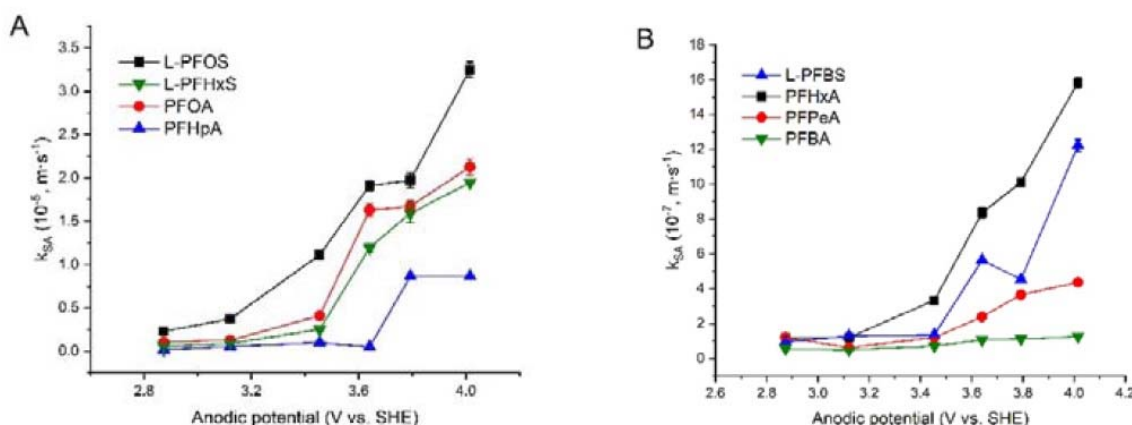 A
L-PFOS
L-PFHxS
PFOA
PFHpA
k_SA (10^-5, m·s^-1)
3.5
3.0
2.5
2.0
1.5
1.0
0.5
0.0
2.8 3.2 3.6 4.0
Anodic potential (V vs. SHE)
B
L-PFBS
PFHxA
PFPeA
PFBA
k_SA (10^-7, m·s^-1)
18
16
14
12
10
8
6
4
2
0
2.6 2.8 3.0 3.2 3.4 3.6 3.8 4.0 4.2
Anodic potential (V vs. SHE)